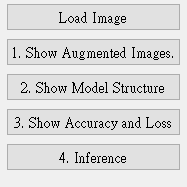 Load Image
1. Show Augmented Images.
2. Show Model Structure
3. Show Accuracy and Loss
4. Inference